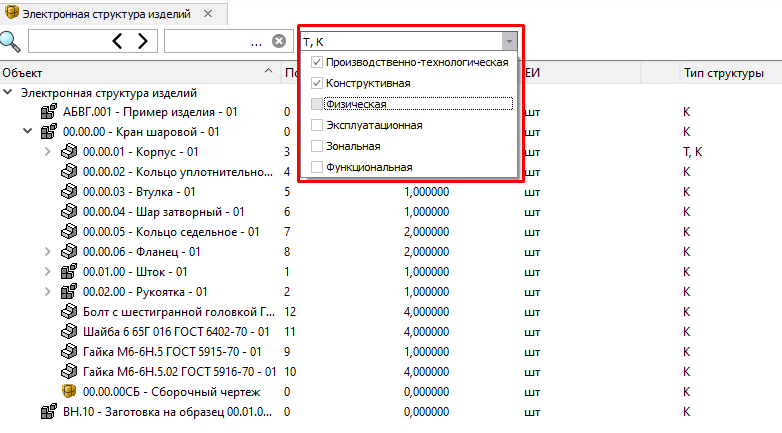 Электронная структура изделий
... T, К
Объект По ЕИ Тип структуры
Производственно-технологическая
Конструктивная
Физическая
Эксплуатационная
Зональная
Функциональная
Электронная структура изделий
АБВГ.001 - Пример изделия - 01 0 шт К
00.00.00 - Кран шаровой - 01 0 шт К
00.00.01 - Корпус - 01 3 шт Т, К
00.00.02 - Кольцо уплотнительно... 4 шт К
00.00.03 - Втулка - 01 5 1,000000 шт К
00.00.04 - Шар затворный - 01 6 1,000000 шт К
00.00.05 - Кольцо седельное - 01 7 2,000000 шт К
00.00.06 - Фланец - 01 8 2,000000 шт К
00.01.00 - Шток - 01 1 1,000000 шт К
00.02.00 - Рукоятка - 01 2 1,000000 шт К
Болт с шестигранной головкой Г... 12 4,000000 шт К
Шайба 6 65Г 016 ГОСТ 6402-70 - 01 11 4,000000 шт К
Гайка М6-6Н.5 ГОСТ 5915-70 - 01 9 1,000000 шт К
Гайка М6-6Н.5.02 ГОСТ 5916-70 - 01 10 4,000000 шт К
00.00.00СБ - Сборочный чертеж 0 0,000000 шт К
ВН.10 - Заготовка на образец 00.01.0... 0 0,000000 шт К